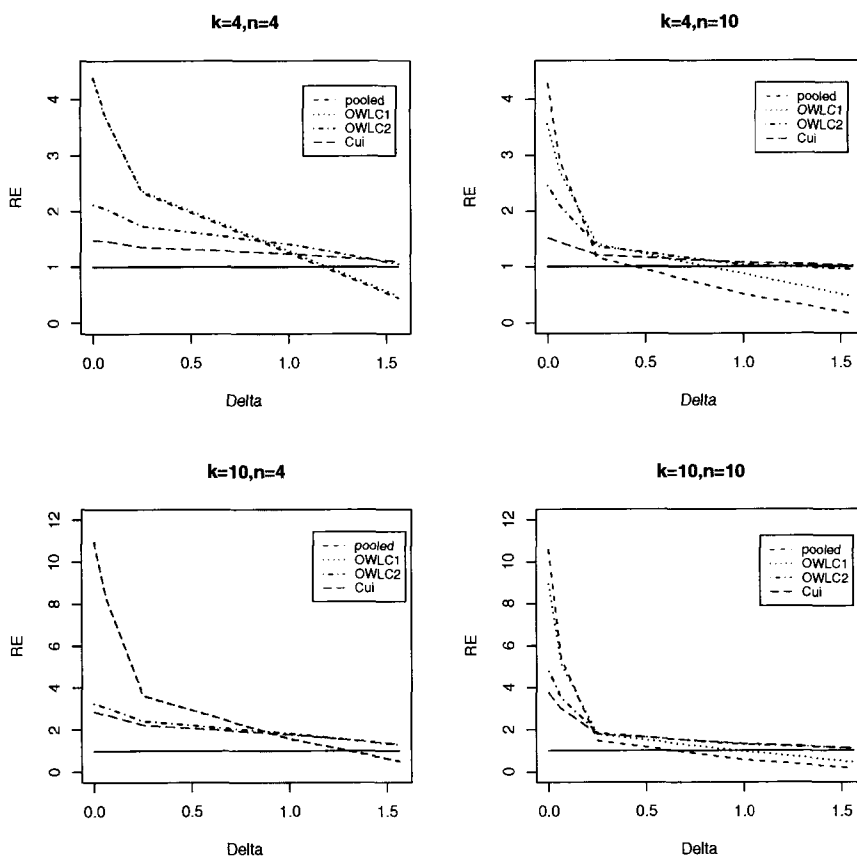 k=4,n=4
RE
4
3
2
1
0
pooled
OWLC1
OWLC2
Cui
0.0 0.5 1.0 1.5
Delta
k=4,n=10
RE
4
3
2
1
0
pooled
OWLC1
OWLC2
Cui
0.0 0.5 1.0 1.5
Delta
k=10,n=4
RE
12
10
8
6
4
2
0
pooled
OWLC1
OWLC2
Cui
0.0 0.5 1.0 1.5
Delta
k=10,n=10
RE
12
10
8
6
4
2
0
pooled
OWLC1
OWLC2
Cui
0.0 0.5 1.0 1.5
Delta